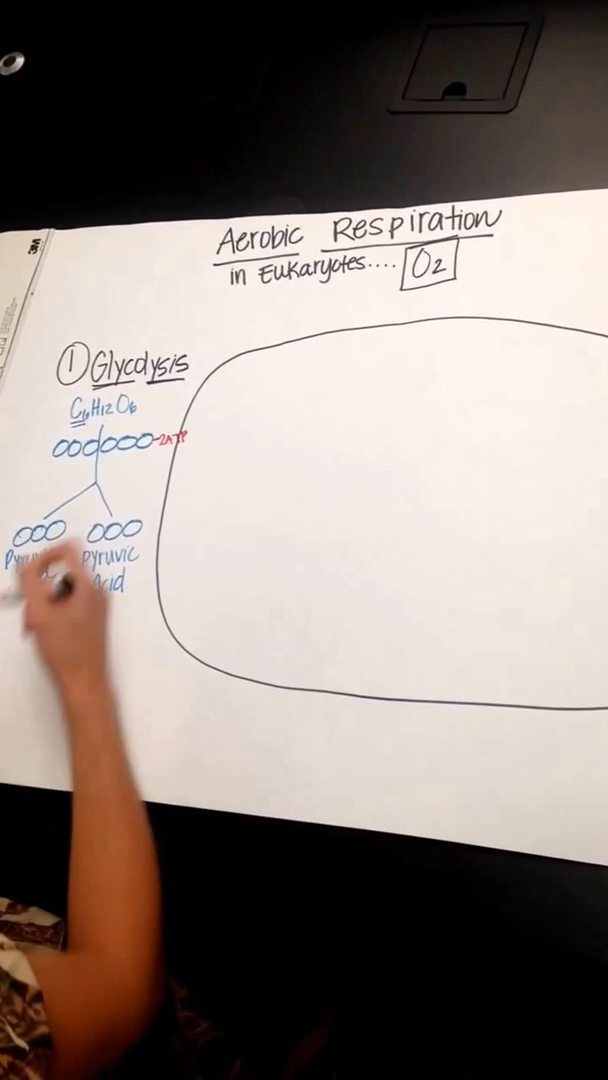 Aerobic Respiration
in Eukaryotes.... O2
① Glycolysis
C6H12O6
-2ATP
pyruvic
Acid